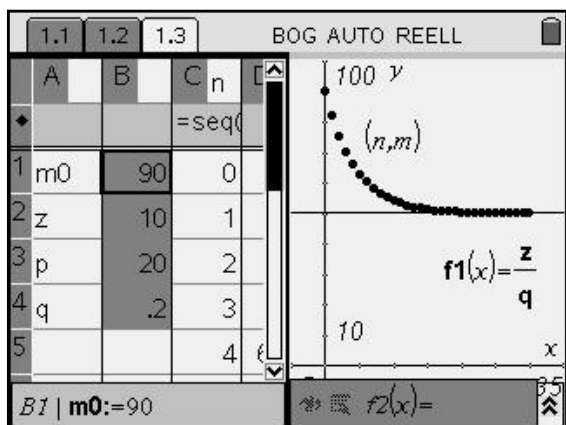 1.1 1.2 1.3 BOG AUTO REELL
A B C n D
=seq(
1 m0 90 0
2 z 10 1
3 p 20 2
4 q .2 3
5 4
B1 | m0:=90
100 y
(n,m)
f1(x)=z/q
10
x
35
f2(x)=